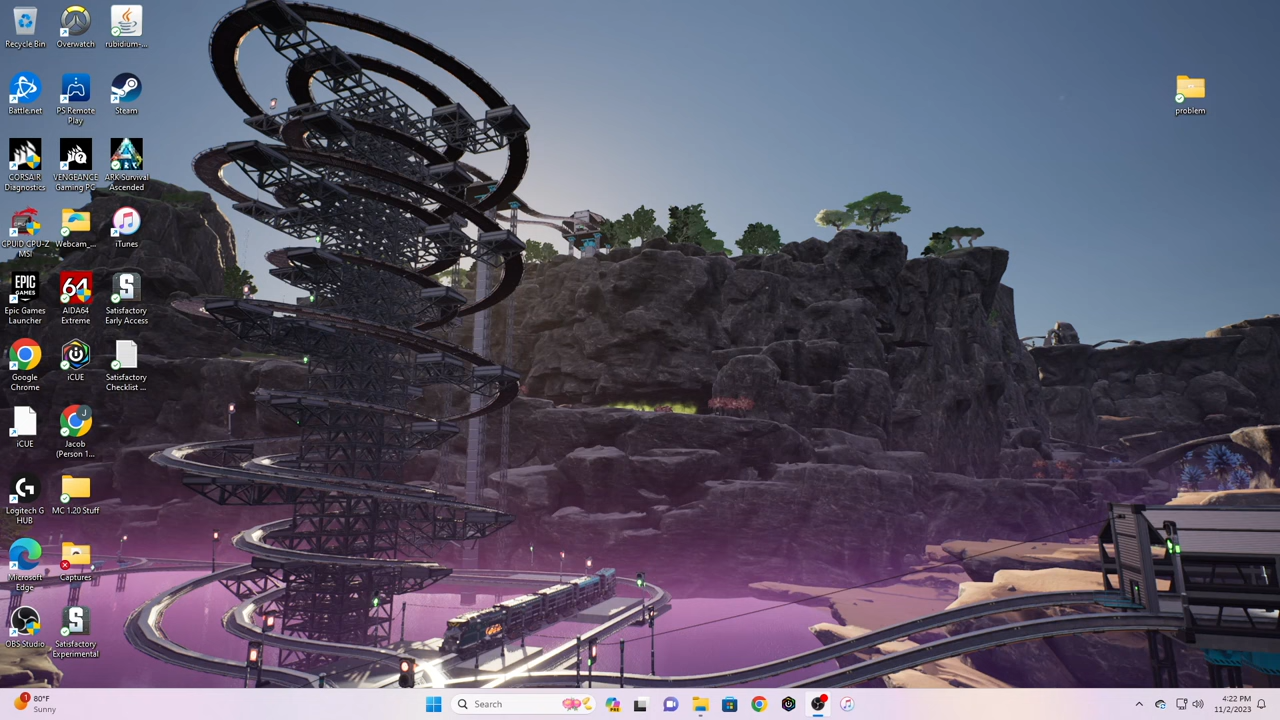 Recycle Bin
Overwatch
rubidium-...
Battle.net
PS Remote
Play
Steam
CORSAIR
Diagnostics
VENGEANCE
Gaming PC
ARK Survival
Ascended
CPUID CPU-Z
MSI
Webcam_...
iTunes
EPIC
GAMES
Epic Games
Launcher
64
AIDA64
Extreme
S
Satisfactory
Early Access
Google
Chrome
iCUE
Satisfactory
Checklist ...
iCUE
J
Jacob
(Person 1...
Logitech G
HUB
MC 1.20 Stuff
Microsoft
Edge
Captures
OBS Studio
S
Satisfactory
Experimental
problem
1
80°F
Sunny
Search
PRE
4:22 PM
11/2/2023